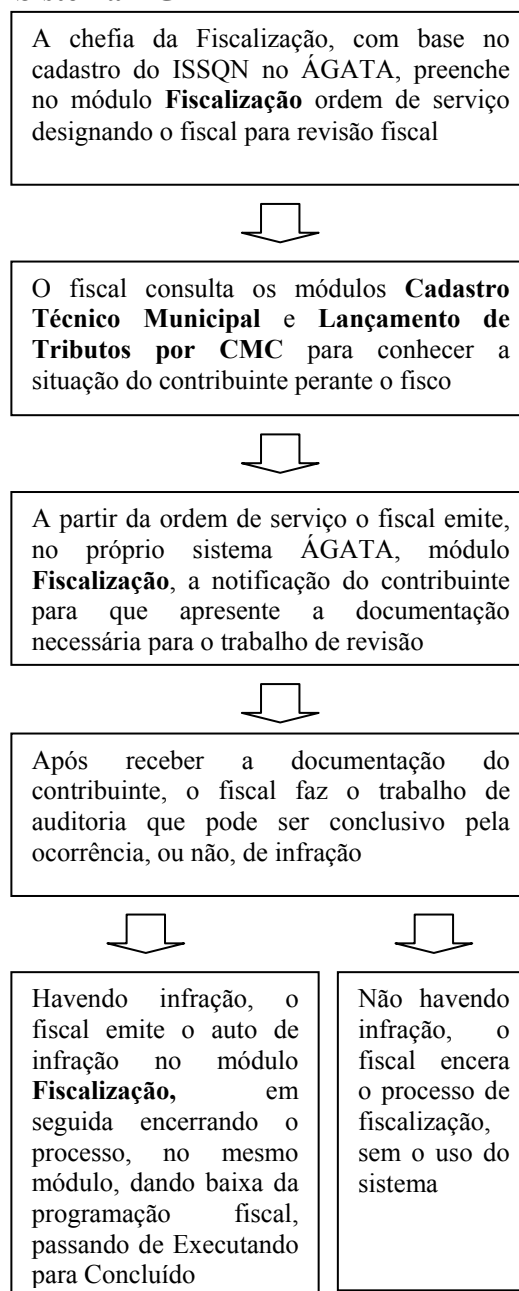 A chefia da Fiscalização, com base no
cadastro do ISSQN no ÁGATA, preenche
no módulo Fiscalização ordem de serviço
designando o fiscal para revisão fiscal
O fiscal consulta os módulos Cadastro
Técnico Municipal e Lançamento de
Tributos por CMC para conhecer a
situação do contribuinte perante o fisco
A partir da ordem de serviço o fiscal emite,
no próprio sistema ÁGATA, módulo
Fiscalização, a notificação do contribuinte
para que apresente a documentação
necessária para o trabalho de revisão
Após receber a documentação do
contribuinte, o fiscal faz o trabalho de
auditoria que pode ser conclusivo pela
ocorrência, ou não, de infração
Havendo infração, o
fiscal emite o auto de
infração no módulo
Fiscalização, em
seguida encerrando o
processo, no mesmo
módulo, dando baixa da
programação fiscal,
passando de Executando
para Concluído
Não havendo
infração, o
fiscal encera
o processo de
fiscalização,
sem o uso do
sistema